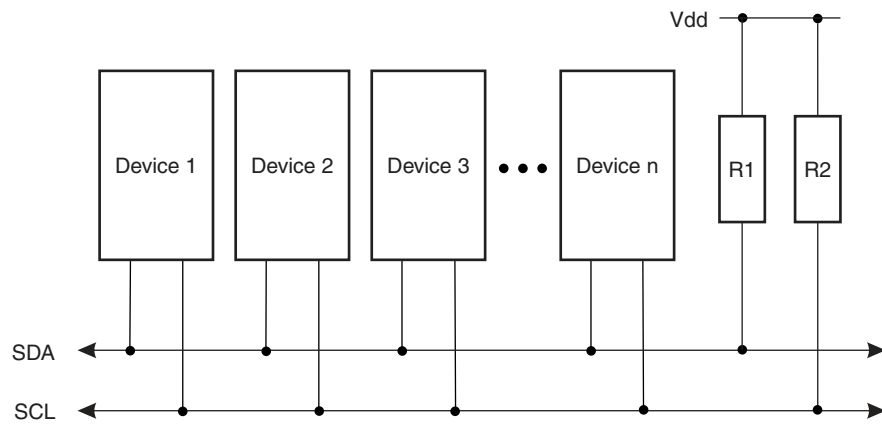 Vdd
Device 1
Device 2
Device 3
Device n
R1
R2
SDA
SCL